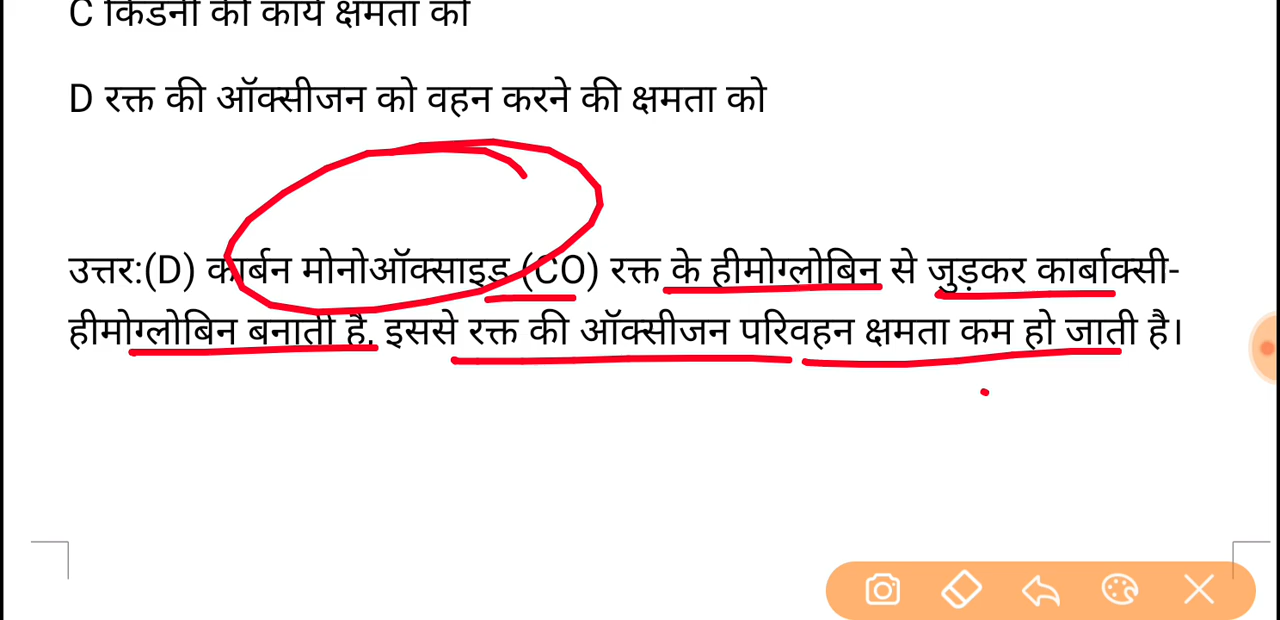 C किडनी की कार्य क्षमता को
D रक्त की ऑक्सीजन को वहन करने की क्षमता को
उत्तर:(D) कार्बन मोनोऑक्साइड (CO) रक्त के हीमोग्लोबिन से जुड़कर कार्बाक्सी-
हीमोग्लोबिन बनाती है, इससे रक्त की ऑक्सीजन परिवहन क्षमता कम हो जाती है।